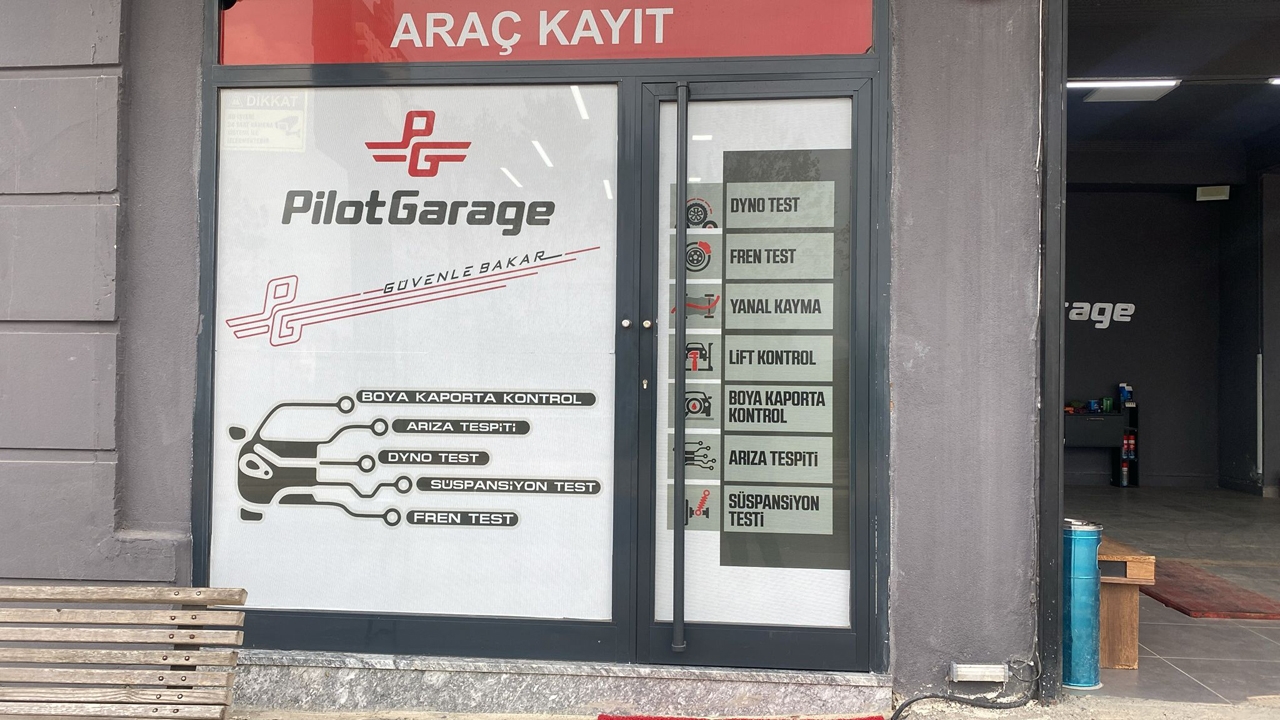 ARAÇ KAYIT
DİKKAT
PG
PilotGarage
GÜVENLE BAKAR
PG
BOYA KAPORTA KONTROL
ARIZA TESPİTİ
DYNO TEST
SÜSPANSİYON TEST
FREN TEST
DYNO TEST
FREN TEST
YANAL KAYMA
LİFT KONTROL
BOYA KAPORTA
KONTROL
ARIZA TESPİTİ
SÜSPANSİYON
TESTİ
rage